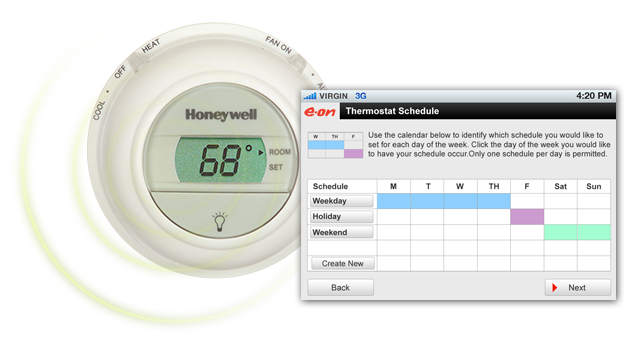 HEAT
FAN ON
OFF
COOL
Honeywell
68°
ROOM
SET
VIRGIN 3G 4:20 PM
e·on Thermostat Schedule
W TH F
Use the calendar below to identify which schedule you would like to
set for each day of the week. Click the day of the week you would like
to have your schedule occur.Only one schedule per day is permitted.
Schedule M T W TH F Sat Sun
Weekday
Holiday
Weekend
Create New
Back Next